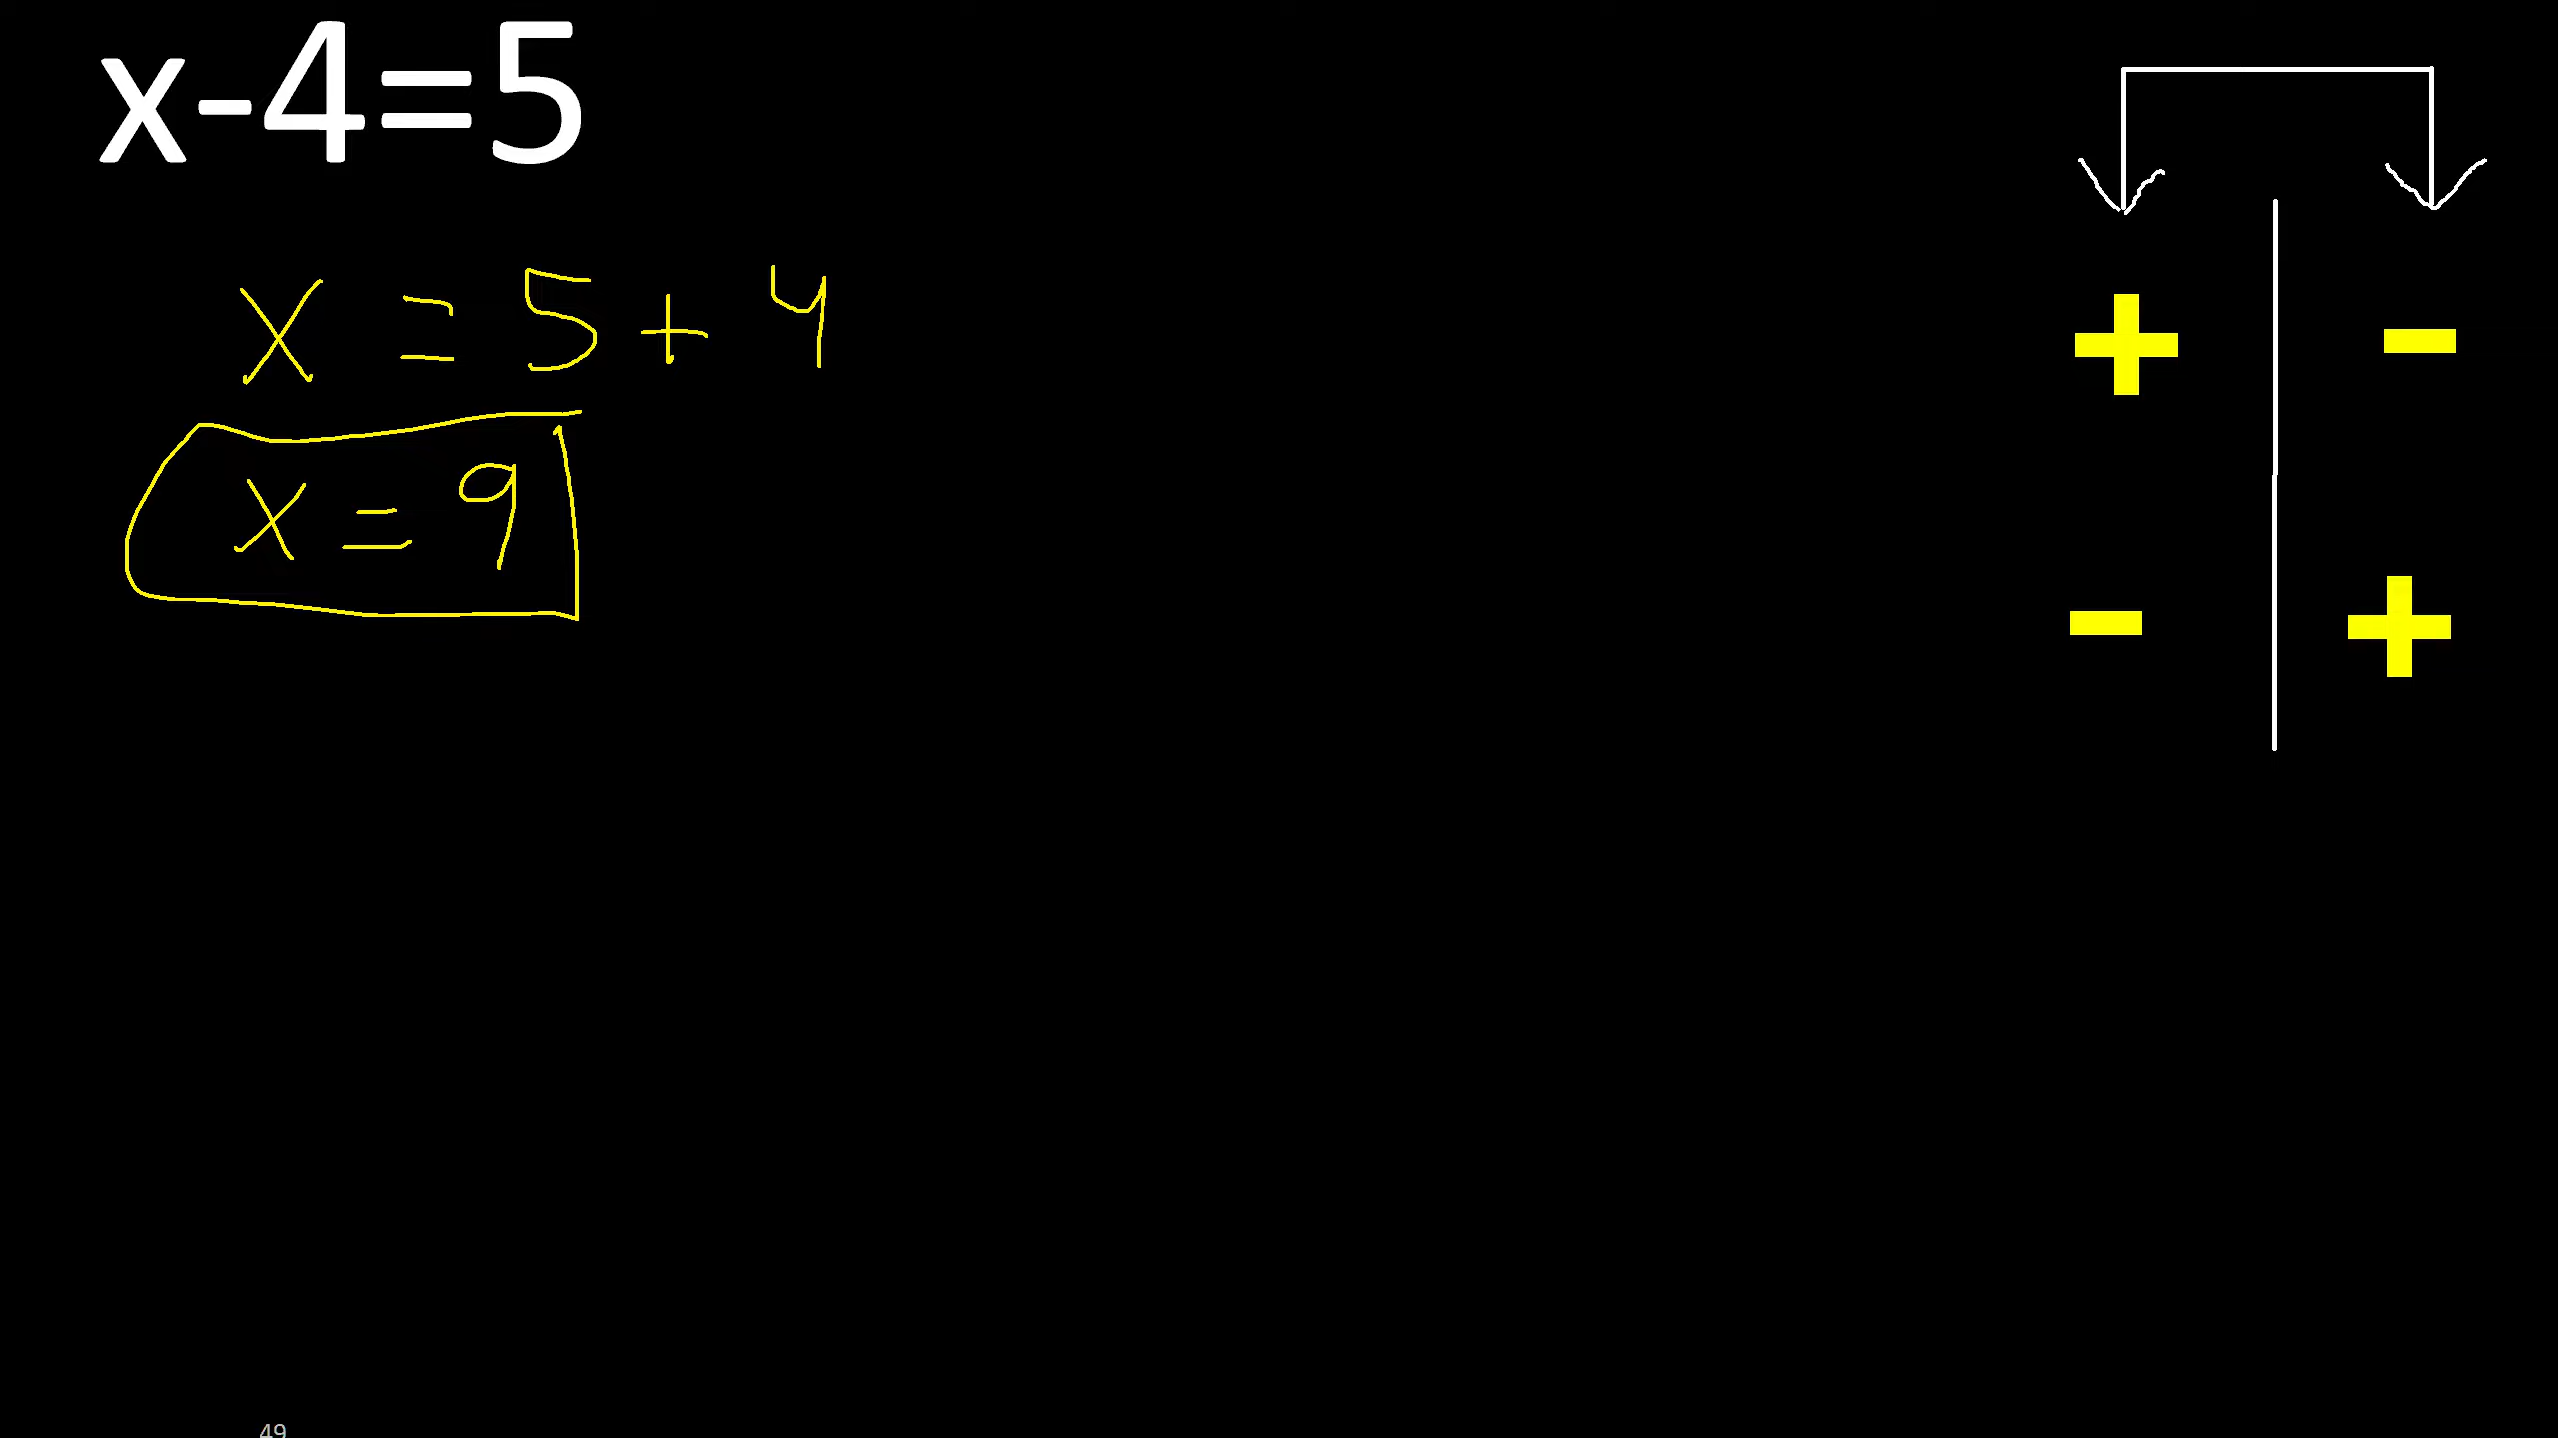 x-4=5
x = 5 + 4
x = 9
+ -
- +
49